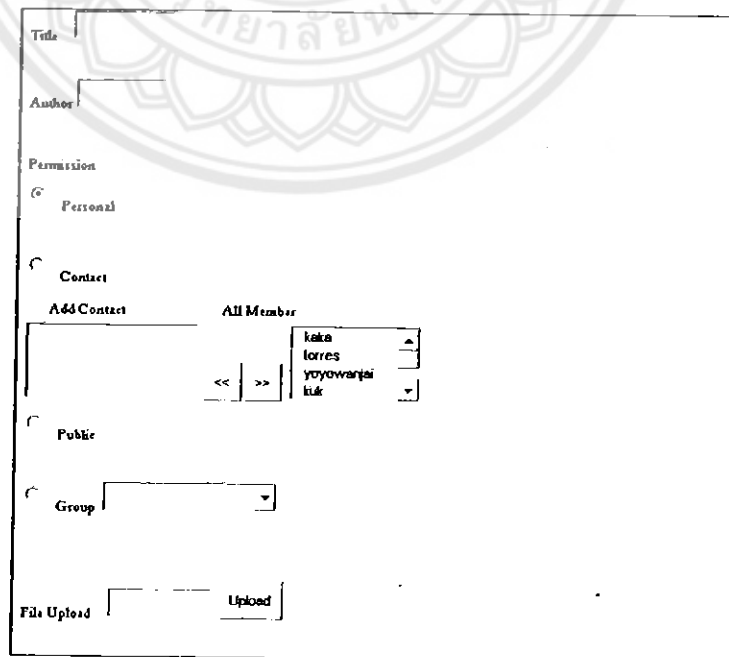 Title
Author
Permission
Personal
Contact
Add Contact All Member
kaka
torres
yoyowanjai
kuk
<< >>
Public
Group
File Upload Upload